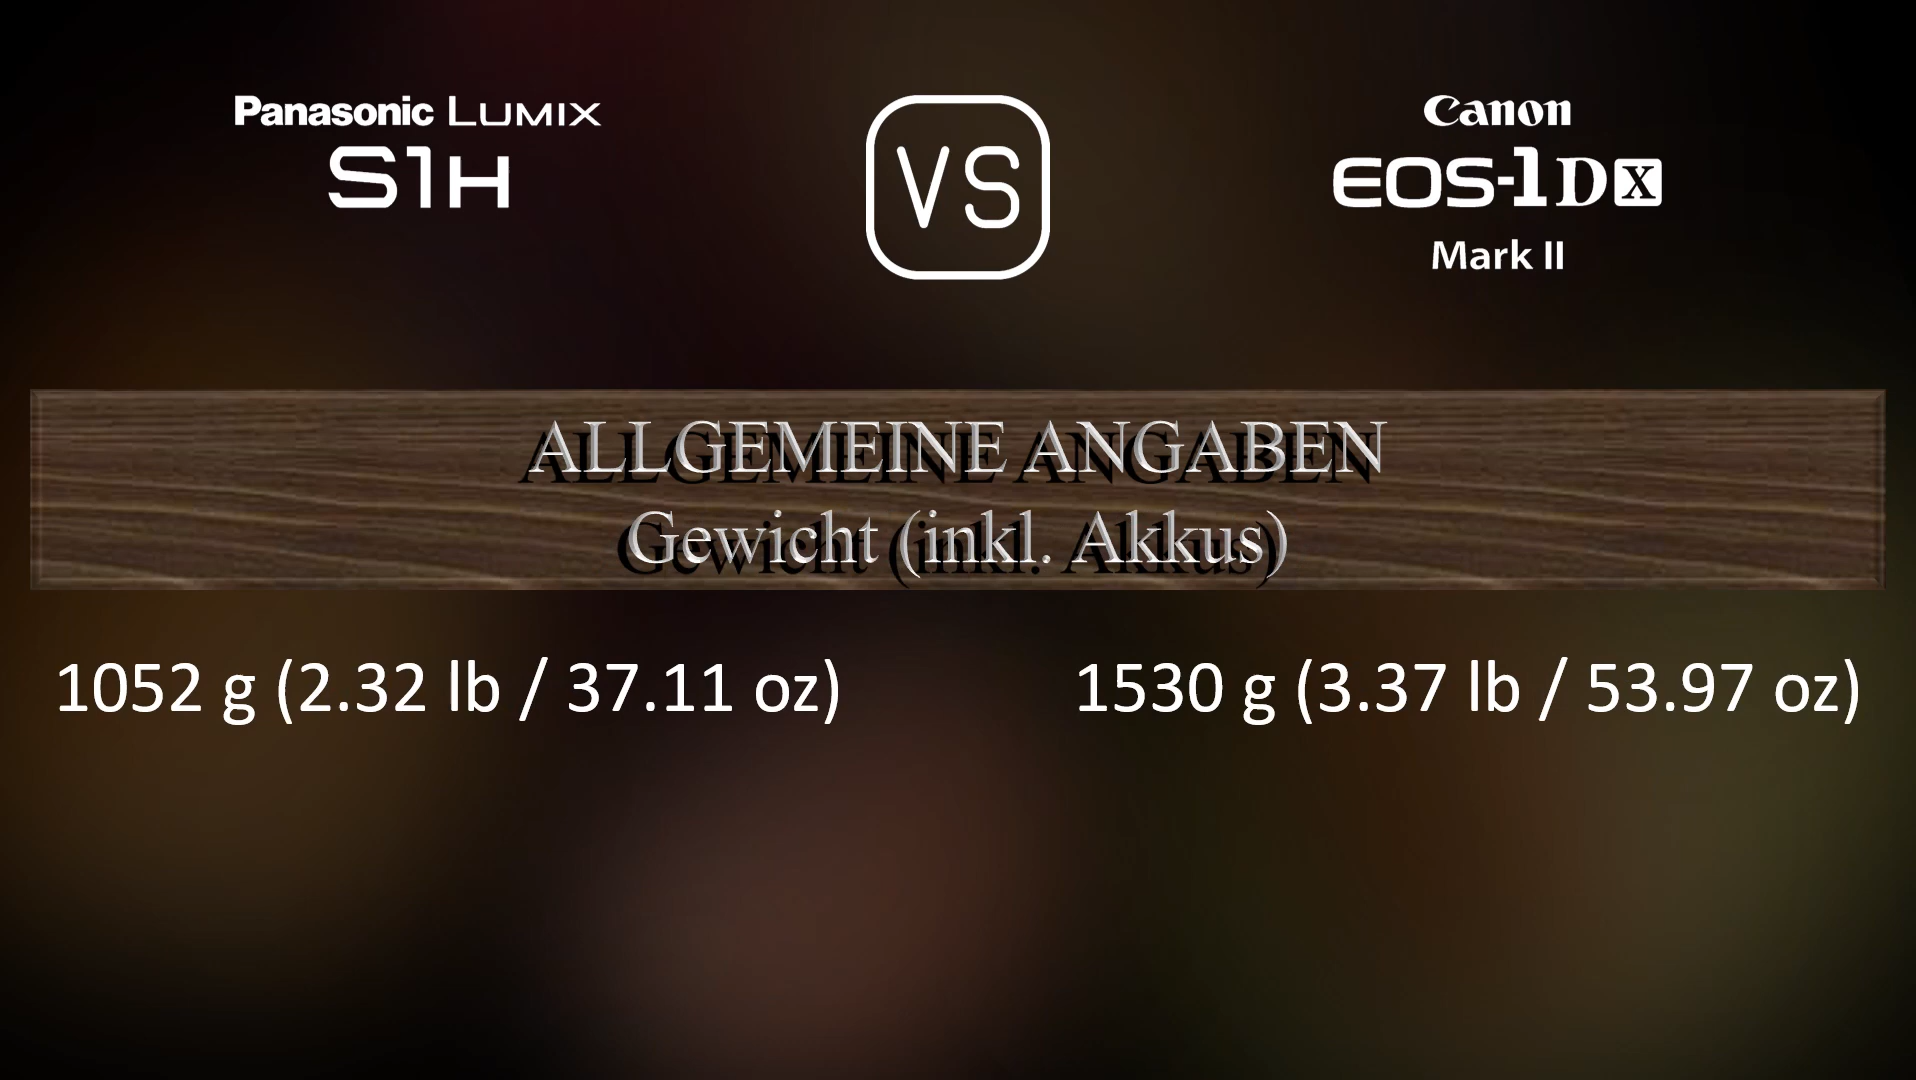 Panasonic LUMIX
S1H
VS
Canon
EOS-1DX
Mark II
ALLGEMEINE ANGABEN
Gewicht (inkl. Akkus)
1052 g (2.32 lb / 37.11 oz)
1530 g (3.37 lb / 53.97 oz)